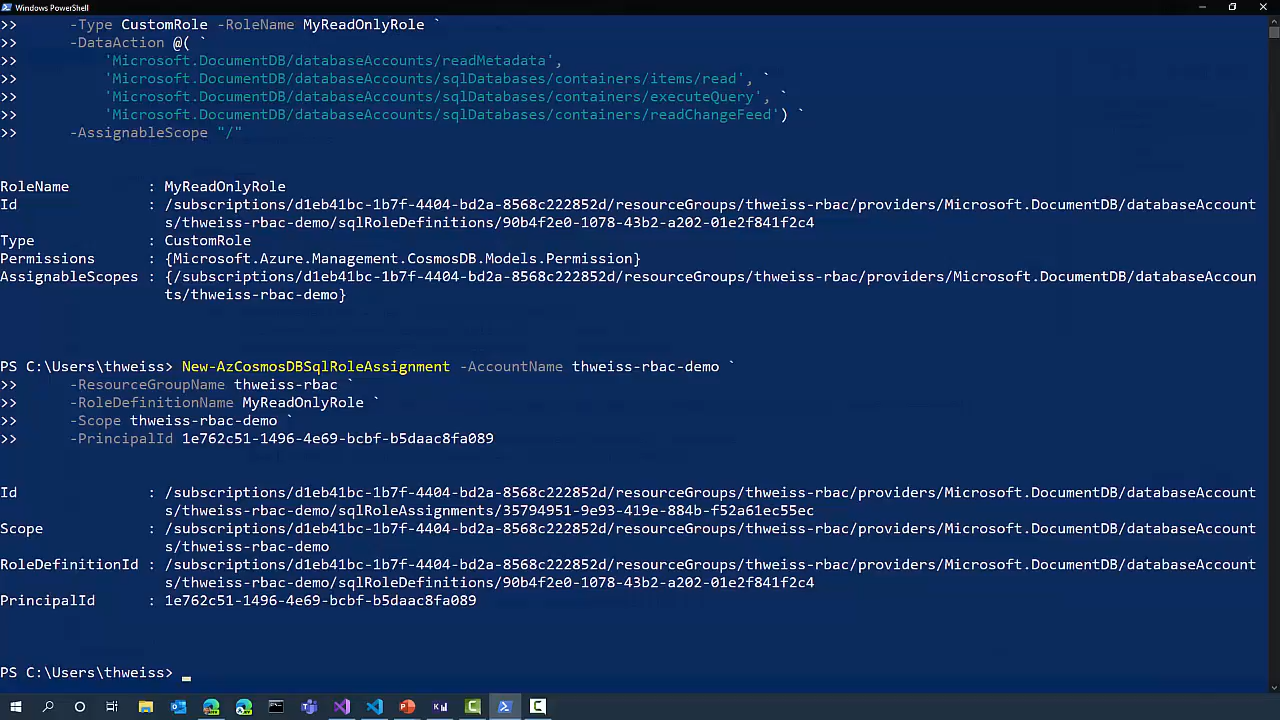 Windows PowerShell
>>     -Type CustomRole -RoleName MyReadOnlyRole `
>>     -DataAction @( `
>>         'Microsoft.DocumentDB/databaseAccounts/readMetadata',
>>         'Microsoft.DocumentDB/databaseAccounts/sqlDatabases/containers/items/read', `
>>         'Microsoft.DocumentDB/databaseAccounts/sqlDatabases/containers/executeQuery', `
>>         'Microsoft.DocumentDB/databaseAccounts/sqlDatabases/containers/readChangeFeed') `
>>     -AssignableScope "/"
RoleName         : MyReadOnlyRole
Id               : /subscriptions/d1eb41bc-1b7f-4404-bd2a-8568c222852d/resourceGroups/thweiss-rbac/providers/Microsoft.DocumentDB/databaseAccount
                   s/thweiss-rbac-demo/sqlRoleDefinitions/90b4f2e0-1078-43b2-a202-01e2f841f2c4
Type             : CustomRole
Permissions      : {Microsoft.Azure.Management.CosmosDB.Models.Permission}
AssignableScopes : {/subscriptions/d1eb41bc-1b7f-4404-bd2a-8568c222852d/resourceGroups/thweiss-rbac/providers/Microsoft.DocumentDB/databaseAccoun
                   ts/thweiss-rbac-demo}
PS C:\Users\thweiss> New-AzCosmosDBSqlRoleAssignment -AccountName thweiss-rbac-demo `
>>     -ResourceGroupName thweiss-rbac `
>>     -RoleDefinitionName MyReadOnlyRole `
>>     -Scope thweiss-rbac-demo `
>>     -PrincipalId 1e762c51-1496-4e69-bcbf-b5daac8fa089
Id               : /subscriptions/d1eb41bc-1b7f-4404-bd2a-8568c222852d/resourceGroups/thweiss-rbac/providers/Microsoft.DocumentDB/databaseAccount
                   s/thweiss-rbac-demo/sqlRoleAssignments/35794951-9e93-419e-884b-f52a61ec55ec
Scope            : /subscriptions/d1eb41bc-1b7f-4404-bd2a-8568c222852d/resourceGroups/thweiss-rbac/providers/Microsoft.DocumentDB/databaseAccount
                   s/thweiss-rbac-demo
RoleDefinitionId : /subscriptions/d1eb41bc-1b7f-4404-bd2a-8568c222852d/resourceGroups/thweiss-rbac/providers/Microsoft.DocumentDB/databaseAccount
                   s/thweiss-rbac-demo/sqlRoleDefinitions/90b4f2e0-1078-43b2-a202-01e2f841f2c4
PrincipalId      : 1e762c51-1496-4e69-bcbf-b5daac8fa089
PS C:\Users\thweiss> _